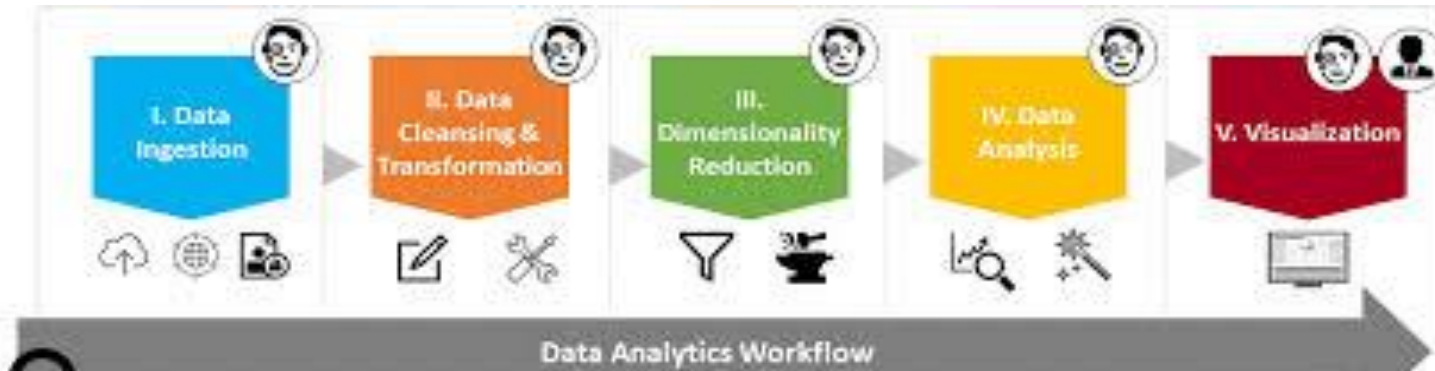 I. Data
Ingestion
II. Data
Cleansing &
Transformation
III.
Dimensionality
Reduction
IV. Data
Analysis
V. Visualization
Data Analytics Workflow